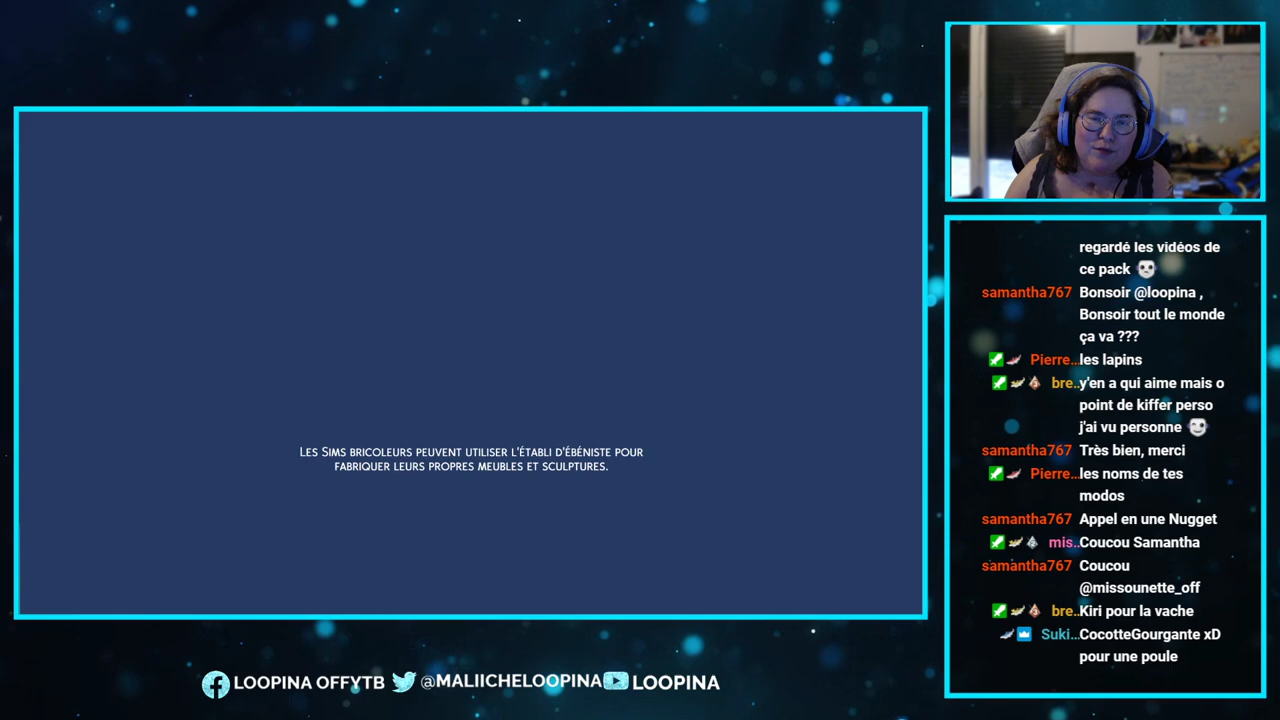 Les Sims bricoleurs peuvent utiliser l'établi d'ébéniste pour
fabriquer leurs propres meubles et sculptures.
regardé les vidéos de
ce pack
samantha767 Bonsoir @loopina ,
Bonsoir tout le monde
ça va ???
Pierre... les lapins
bre... y'en a qui aime mais o
point de kiffer perso
j'ai vu personne
samantha767 Très bien, merci
Pierre... les noms de tes
modos
samantha767 Appel en une Nugget
mis... Coucou Samantha
samantha767 Coucou
@missounette_off
bre... Kiri pour la vache
Suki... CocotteGourgante xD
pour une poule
LOOPINA OFFYTB @MALIICHELOOPINA LOOPINA